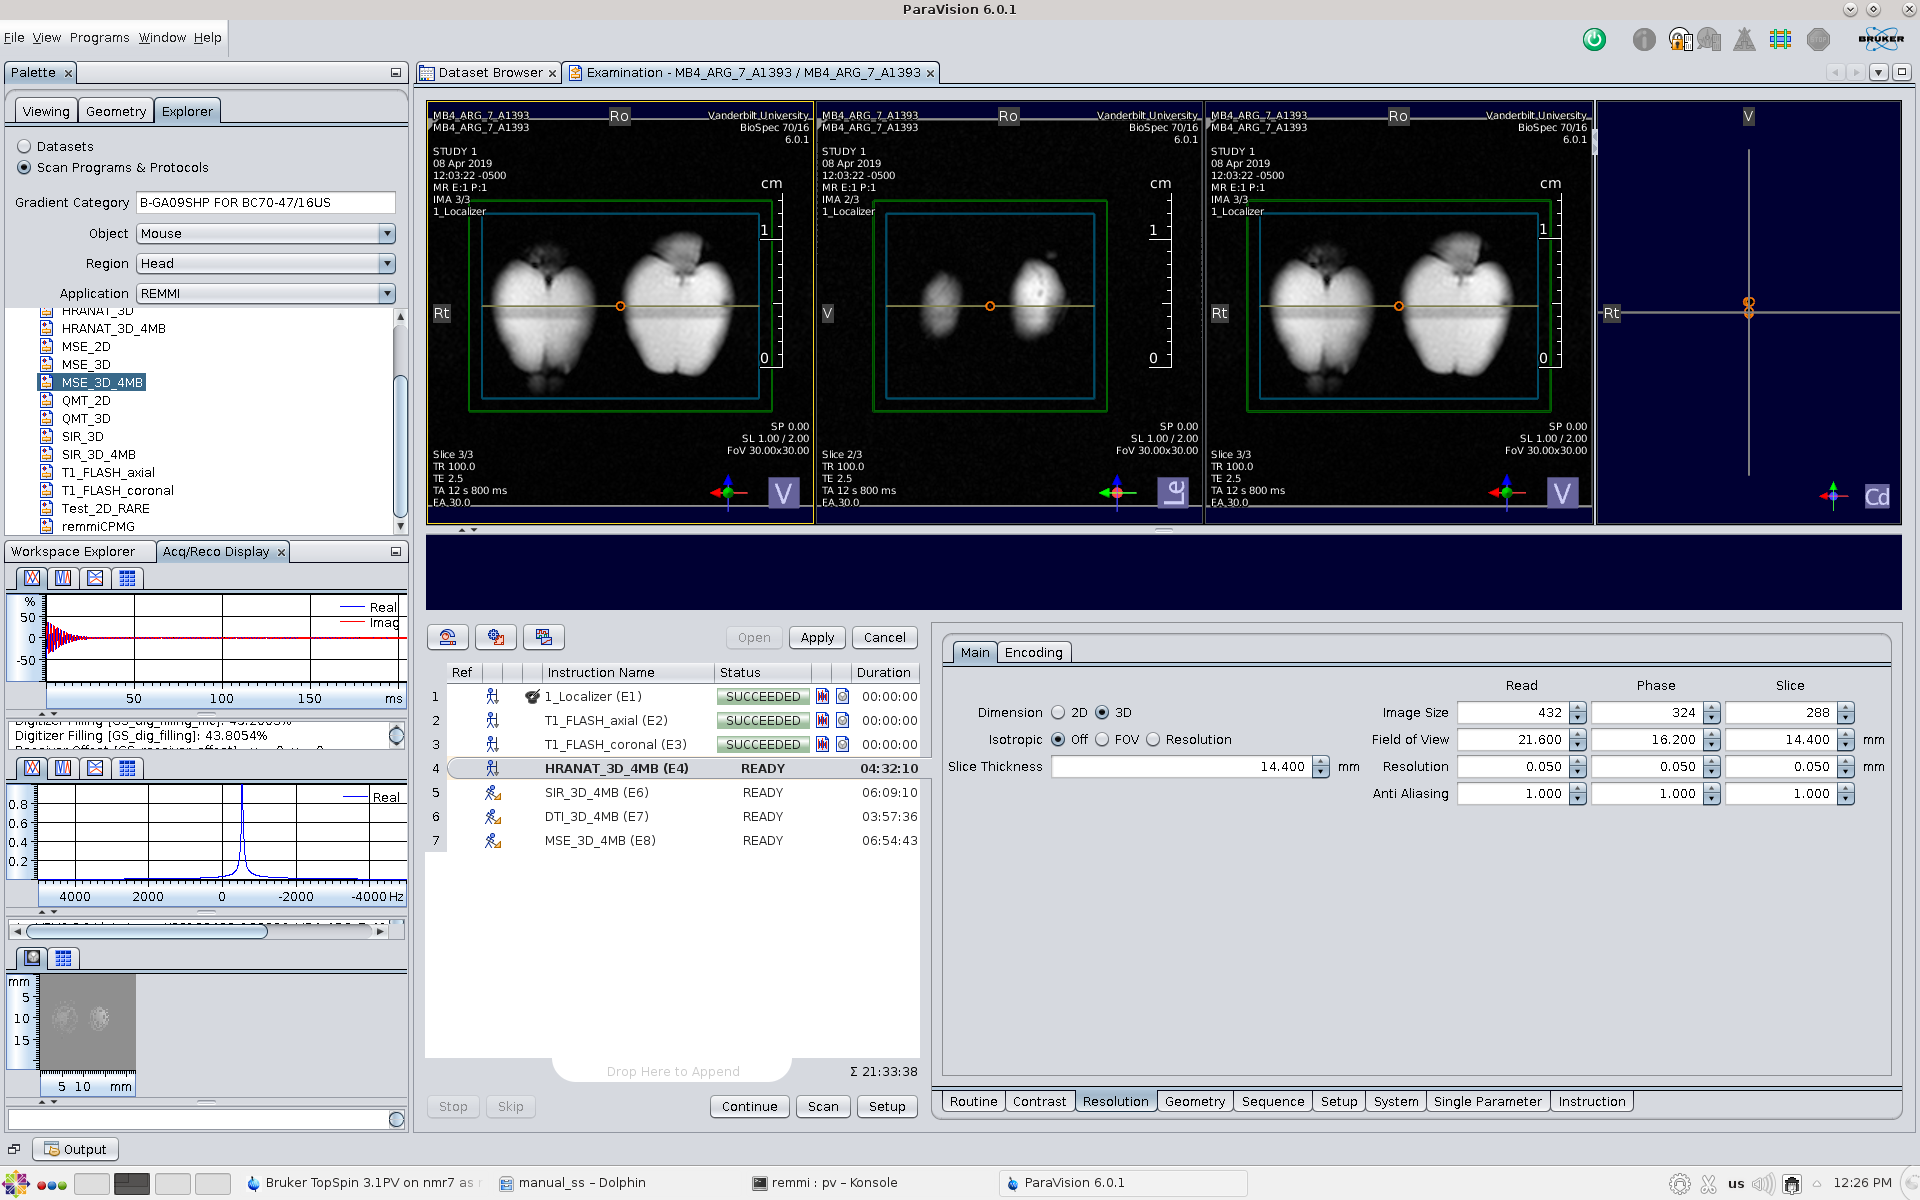 ParaVision 6.0.1
File View Programs Window Help
BRUKER
Palette
Viewing Geometry Explorer
Datasets
Scan Programs & Protocols
Gradient Category B-GA09SHP FOR BC70-47/16US
Object Mouse
Region Head
Application REMMI
HRANAT_3D
HRANAT_3D_4MB
MSE_2D
MSE_3D
MSE_3D_4MB
QMT_2D
QMT_3D
SIR_3D
SIR_3D_4MB
T1_FLASH_axial
T1_FLASH_coronal
Test_2D_RARE
remmiCPMG
Workspace Explorer Acq/Reco Display
%
50
0
-50
Real
Imag
50 100 150 ms
Digitizer Filling [GS_dig_filling]: 43.8054%
0.8
0.6
0.4
0.2
Real
4000 2000 0 -2000 -4000 Hz
mm
5
10
15
5 10 mm
Output
Dataset Browser Examination - MB4_ARG_7_A1393 / MB4_ARG_7_A1393
MB4_ARG_7_A1393
MB4_ARG_7_A1393
Ro
Vanderbilt University
BioSpec 70/16
6.0.1
STUDY 1
08 Apr 2019
12:03:22 -0500
MR E:1 P:1
IMA 3/3
1_Localizer
cm
1
0
Rt
SP 0.00
SL 1.00 / 2.00
FoV 30.00x30.00
Slice 3/3
TR 100.0
TE 2.5
TA 12 s 800 ms
FA 30.0
V
MB4_ARG_7_A1393
MB4_ARG_7_A1393
Ro
Vanderbilt University
BioSpec 70/16
6.0.1
STUDY 1
08 Apr 2019
12:03:22 -0500
MR E:1 P:1
IMA 2/3
1_Localizer
cm
1
0
V
SP 0.00
SL 1.00 / 2.00
FoV 30.00x30.00
Slice 2/3
TR 100.0
TE 2.5
TA 12 s 800 ms
FA 30.0
Le
MB4_ARG_7_A1393
MB4_ARG_7_A1393
Ro
Vanderbilt University
BioSpec 70/16
6.0.1
STUDY 1
08 Apr 2019
12:03:22 -0500
MR E:1 P:1
IMA 3/3
1_Localizer
cm
1
0
Rt
SP 0.00
SL 1.00 / 2.00
FoV 30.00x30.00
Slice 3/3
TR 100.0
TE 2.5
TA 12 s 800 ms
FA 30.0
V
V
Rt
Cd
Open Apply Cancel
Ref Instruction Name Status Duration
1 1_Localizer (E1) SUCCEEDED 00:00:00
2 T1_FLASH_axial (E2) SUCCEEDED 00:00:00
3 T1_FLASH_coronal (E3) SUCCEEDED 00:00:00
4 HRANAT_3D_4MB (E4) READY 04:32:10
5 SIR_3D_4MB (E6) READY 06:09:10
6 DTI_3D_4MB (E7) READY 03:57:36
7 MSE_3D_4MB (E8) READY 06:54:43
Drop Here to Append
Σ 21:33:38
Stop Skip Continue Scan Setup
Main Encoding
Read Phase Slice
Dimension 2D 3D Image Size 432 324 288
Isotropic Off FOV Resolution Field of View 21.600 16.200 14.400 mm
Slice Thickness 14.400 mm Resolution 0.050 0.050 0.050 mm
Anti Aliasing 1.000 1.000 1.000
Routine Contrast Resolution Geometry Sequence Setup System Single Parameter Instruction
Bruker TopSpin 3.1PV on nmr7 as
manual_ss – Dolphin
remmi : pv – Konsole
ParaVision 6.0.1
us
12:26 PM